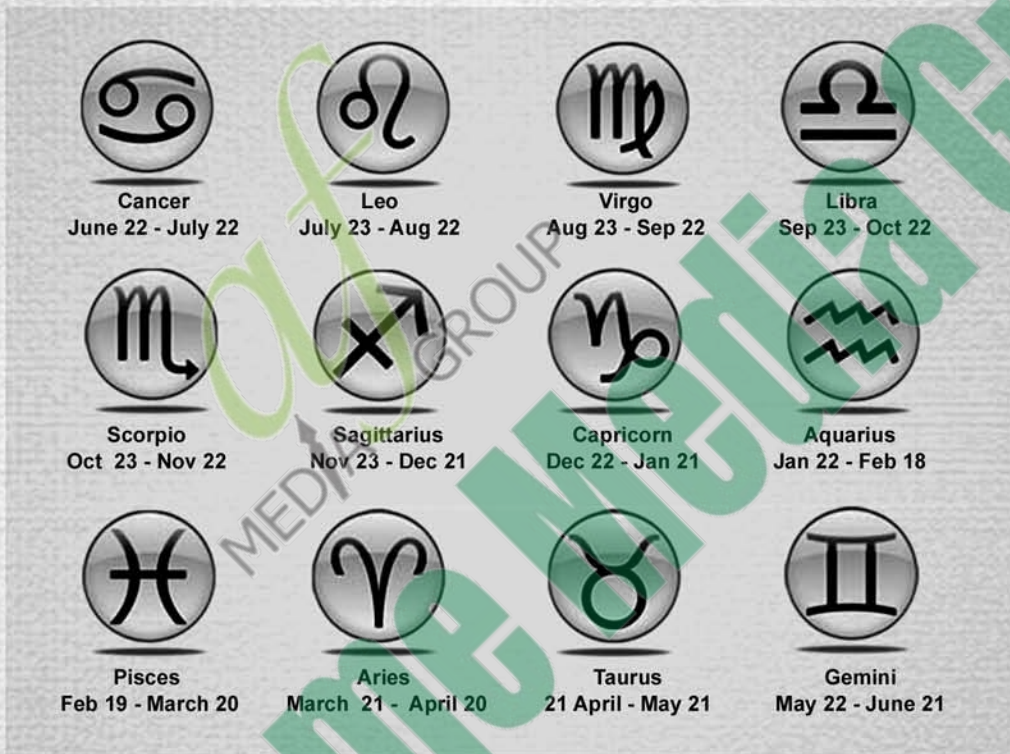 Cancer
June 22 - July 22
Leo
July 23 - Aug 22
Virgo
Aug 23 - Sep 22
Libra
Sep 23 - Oct 22
Scorpio
Oct 23 - Nov 22
Sagittarius
Nov 23 - Dec 21
Capricorn
Dec 22 - Jan 21
Aquarius
Jan 22 - Feb 18
Pisces
Feb 19 - March 20
Aries
March 21 - April 20
Taurus
21 April - May 21
Gemini
May 22 - June 21
af
MEDIA GROUP
me Media G